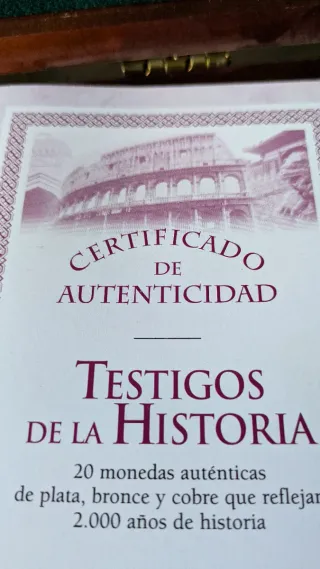 CERTIFICADO
DE
AUTENTICIDAD
TESTIGOS
DE LA HISTORIA
20 monedas auténticas
de plata, bronce y cobre que reflejan
2.000 años de historia